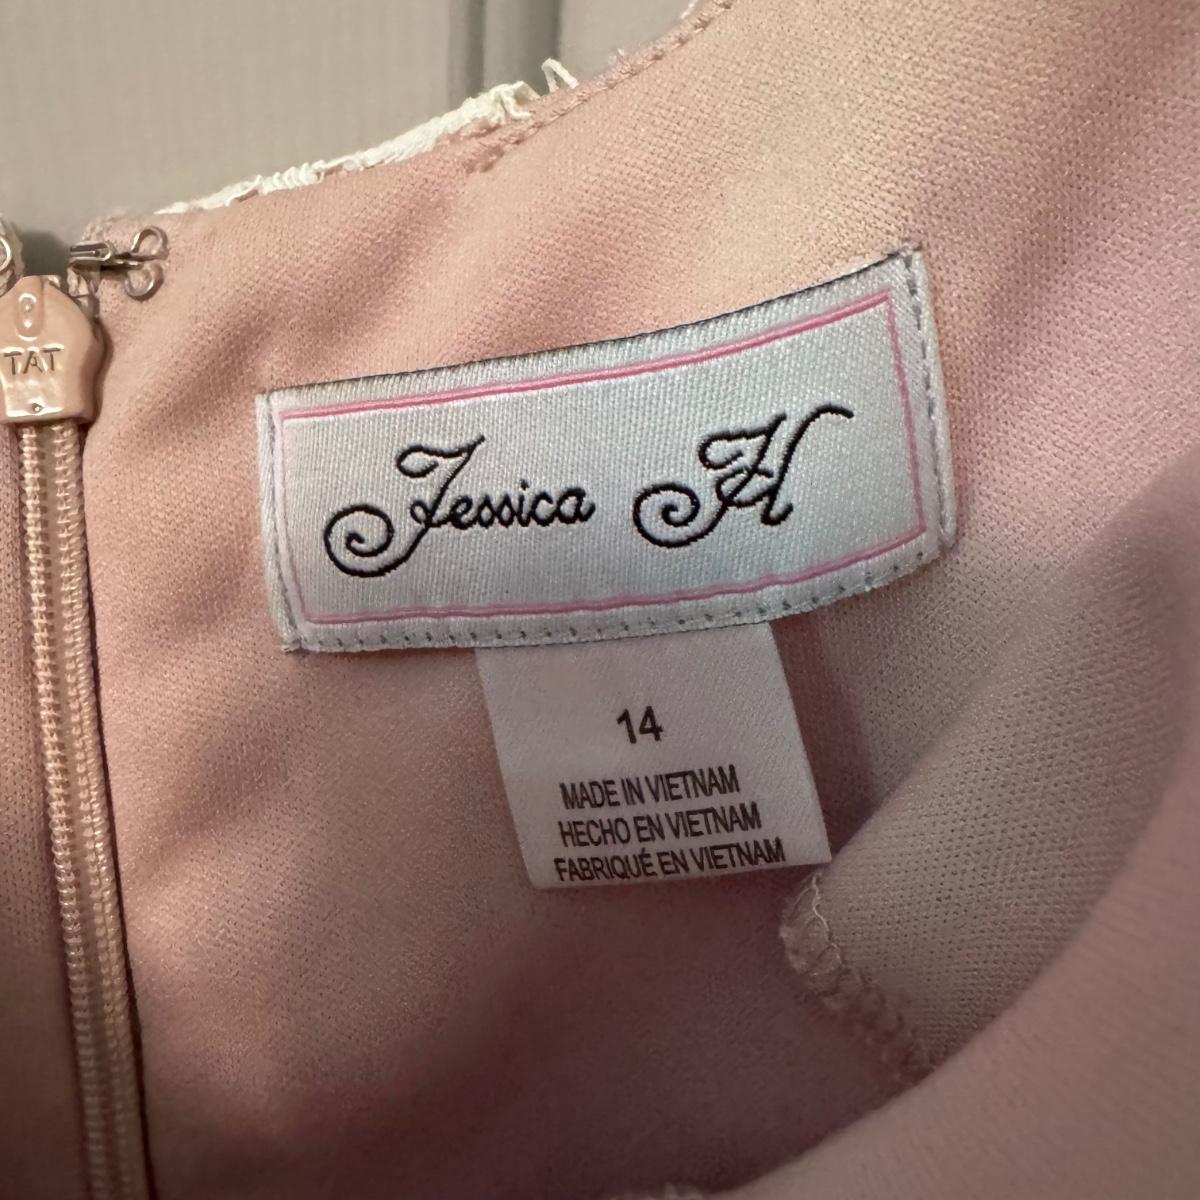 TAT
Jessica H
14
MADE IN VIETNAM
HECHO EN VIETNAM
FABRIQUÉ EN VIETNAM